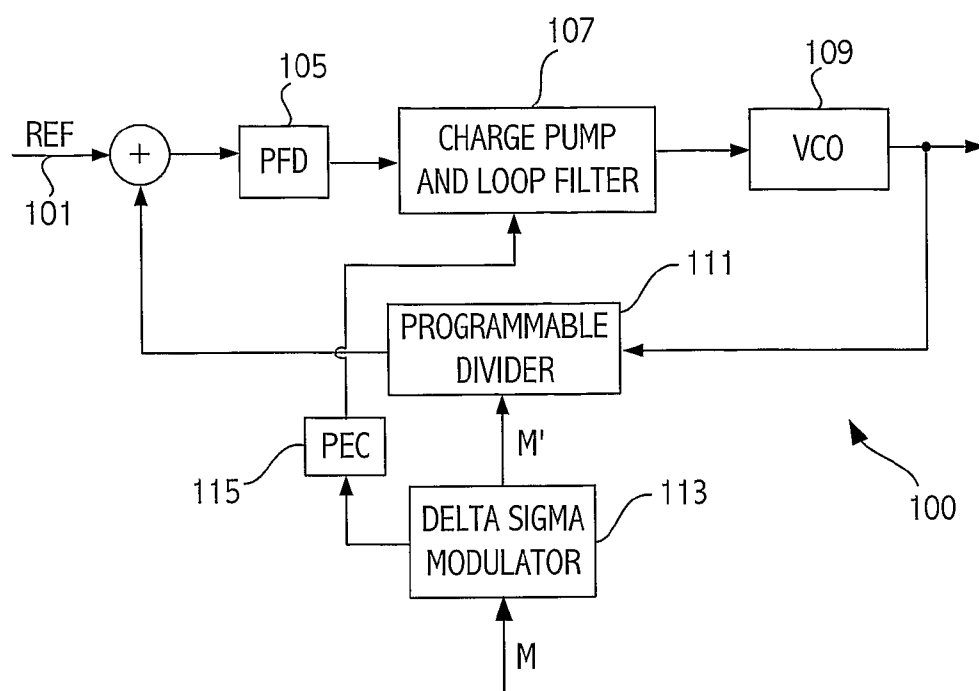 107
105
109
REF
+
PFD
CHARGE PUMP
AND LOOP FILTER
VCO
101
111
PROGRAMMABLE
DIVIDER
PEC
M'
115
113
DELTA SIGMA
MODULATOR
100
M